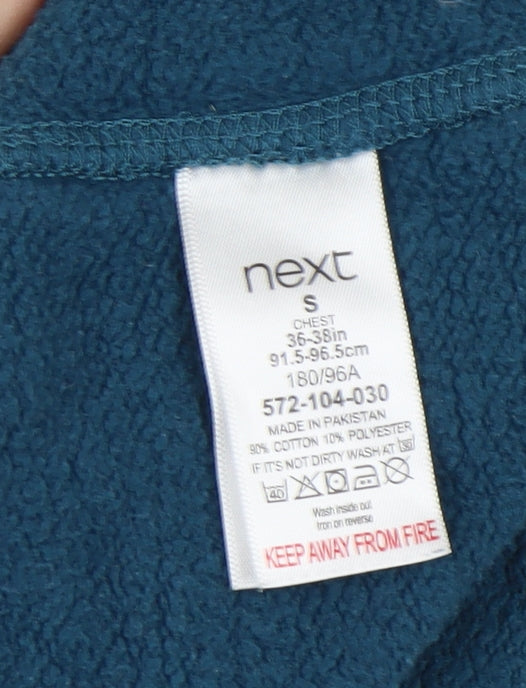 next
S
CHEST
36-38in
91.5-96.5cm
180/96A
572-104-030
MADE IN PAKISTAN
90% COTTON 10% POLYESTER
IF IT'S NOT DIRTY WASH AT 30
40
Wash inside out
Iron on reverse
KEEP AWAY FROM FIRE